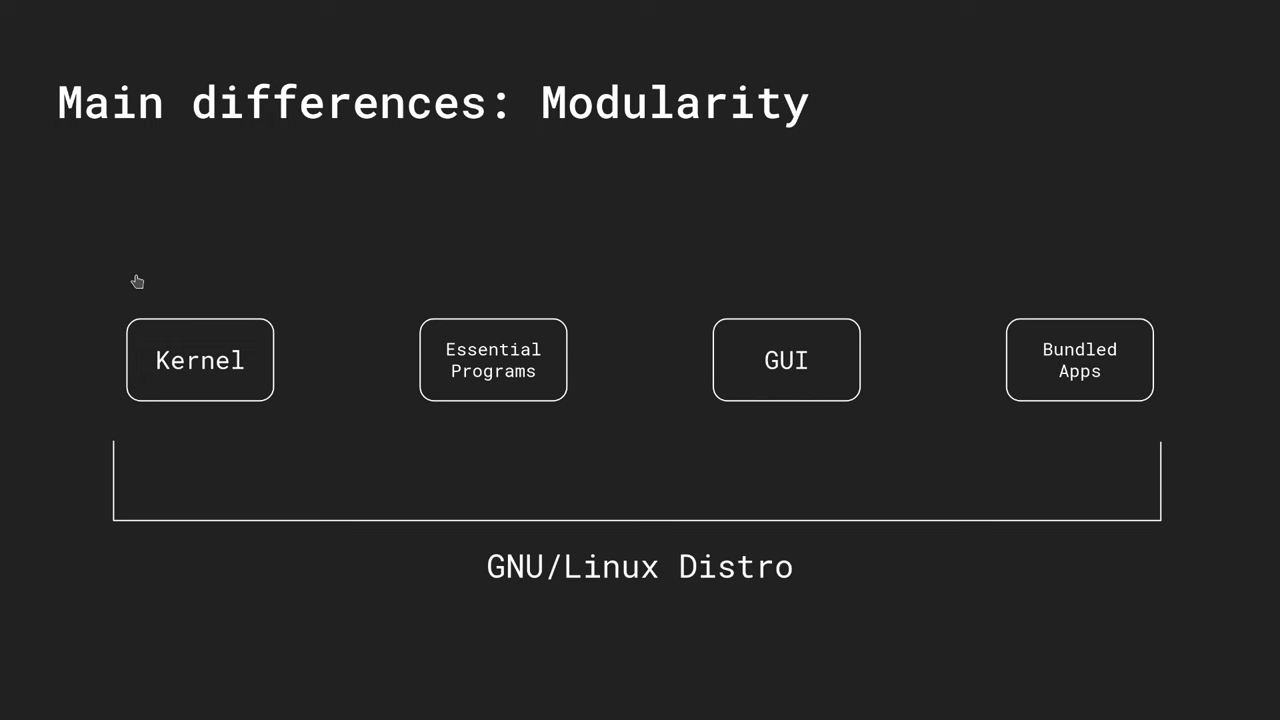 Main differences: Modularity
Kernel
Essential
Programs
GUI
Bundled
Apps
GNU/Linux Distro